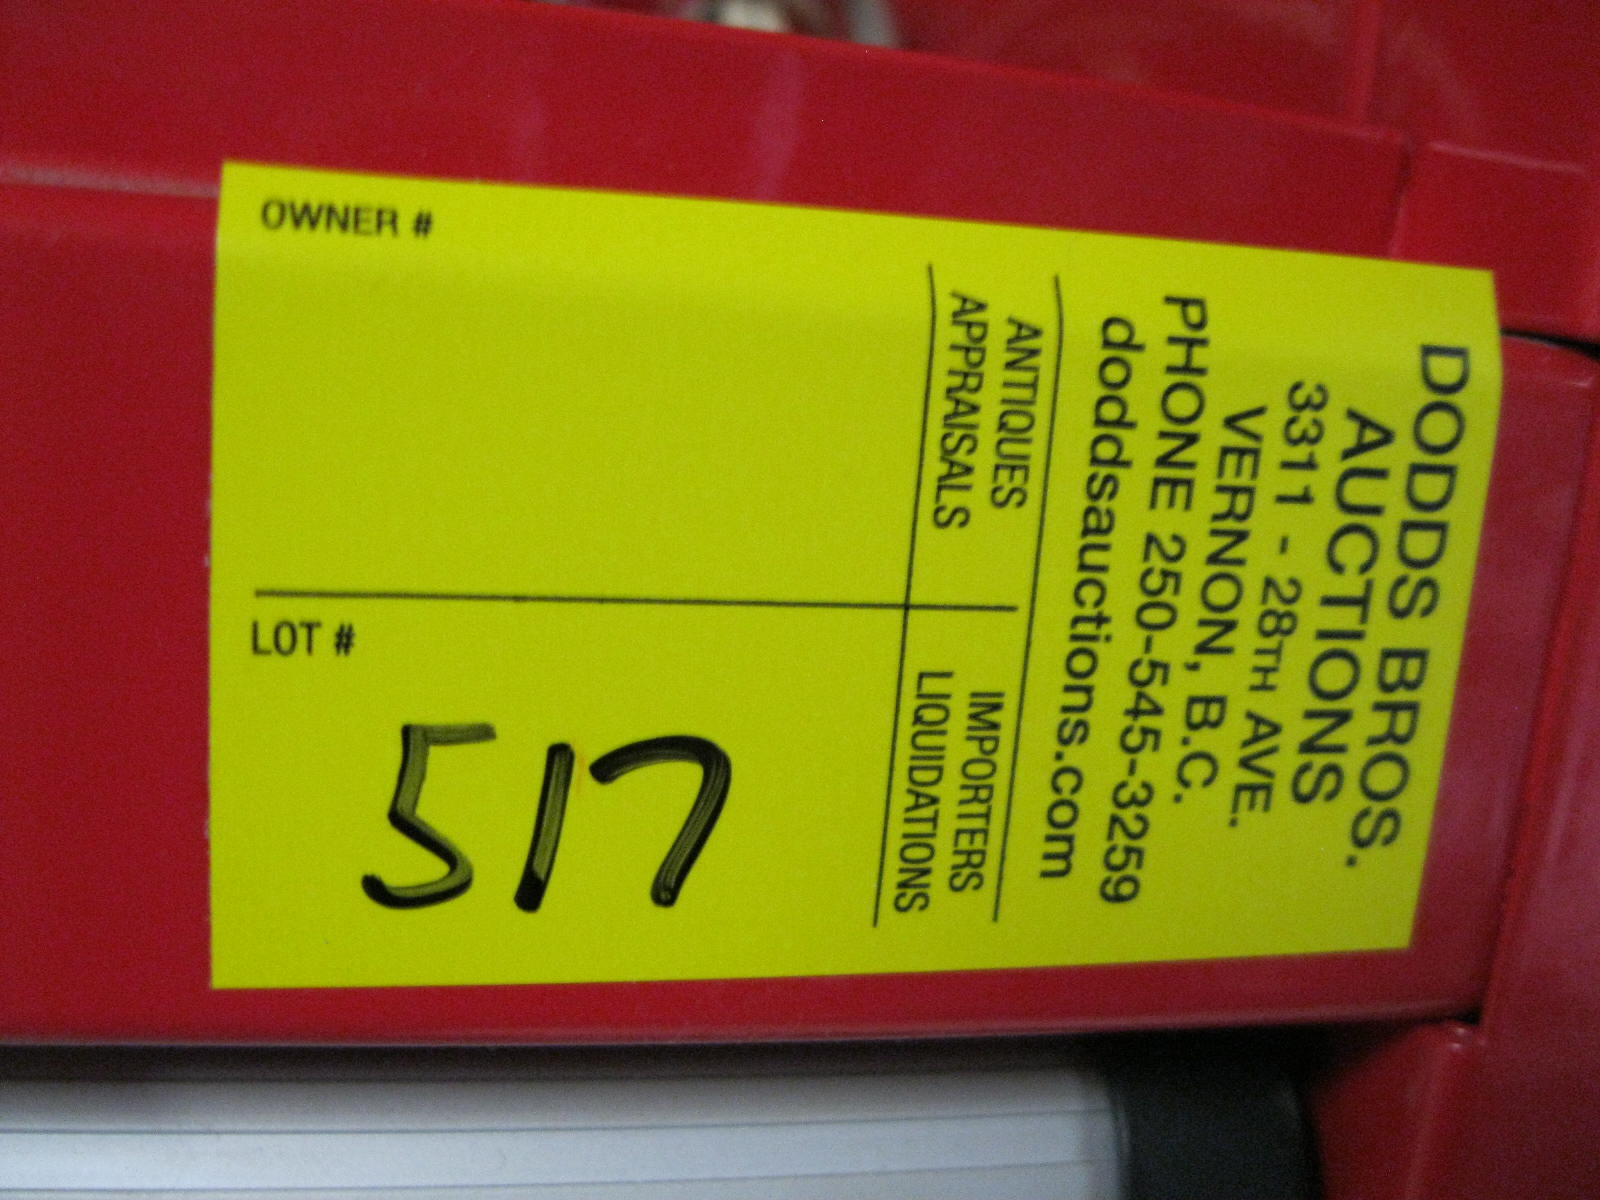 DODDS BROS.
AUCTIONS
3311 - 28TH AVE.
VERNON, B.C.
PHONE 250-545-3259
doddsauctions.com
ANTIQUES
APPRAISALS
IMPORTERS
LIQUIDATIONS
OWNER #
LOT #
517